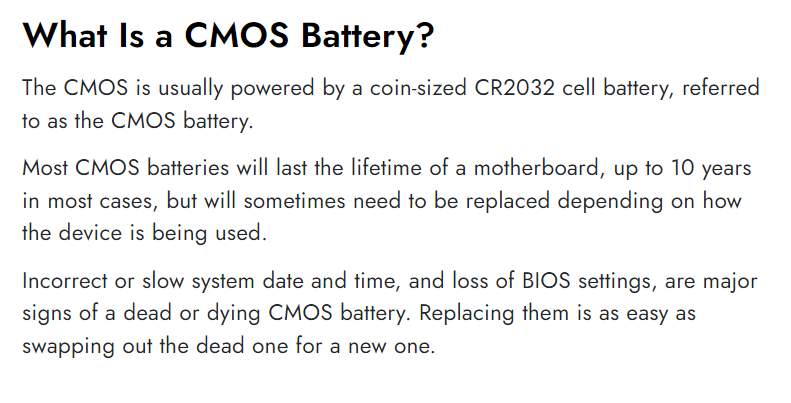 What Is a CMOS Battery?
The CMOS is usually powered by a coin-sized CR2032 cell battery, referred
to as the CMOS battery.
Most CMOS batteries will last the lifetime of a motherboard, up to 10 years
in most cases, but will sometimes need to be replaced depending on how
the device is being used.
Incorrect or slow system date and time, and loss of BIOS settings, are major
signs of a dead or dying CMOS battery. Replacing them is as easy as
swapping out the dead one for a new one.